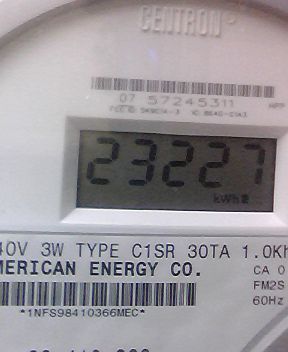 CENTRON
07 57245311
23227
kWh
40V 3W TYPE C1SR 30TA 1.0Kh
MERICAN ENERGY CO.
CA 0
FM2S
60Hz
*1NFS98410366MEC*